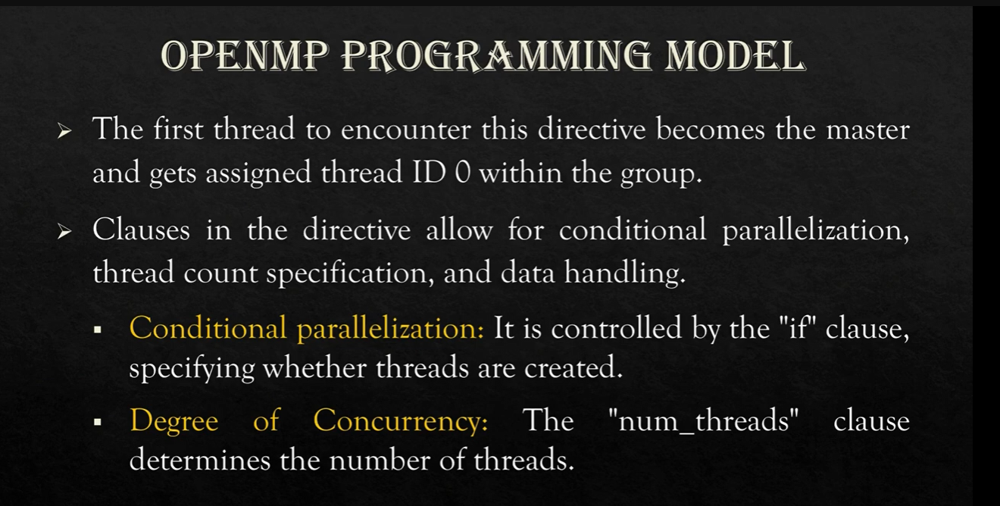 OPENMP PROGRAMMING MODEL
The first thread to encounter this directive becomes the master
and gets assigned thread ID 0 within the group.
Clauses in the directive allow for conditional parallelization,
thread count specification, and data handling.
Conditional parallelization: It is controlled by the "if" clause,
specifying whether threads are created.
Degree of Concurrency: The "num_threads" clause
determines the number of threads.